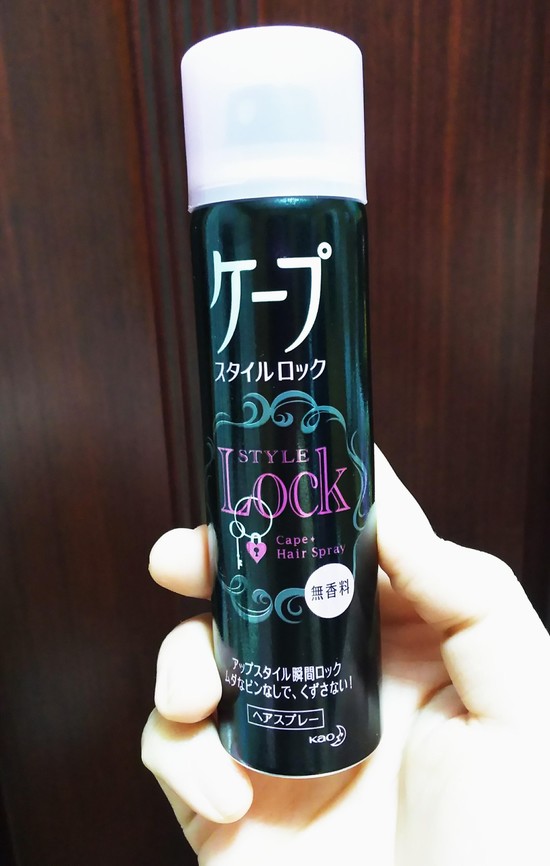 ケープ
スタイルロック
STYLE
Lock
Cape
Hair Spray
無香料
アップスタイル瞬間ロック
ムダなピンなしで、くずさない!
ヘアスプレー
Kao